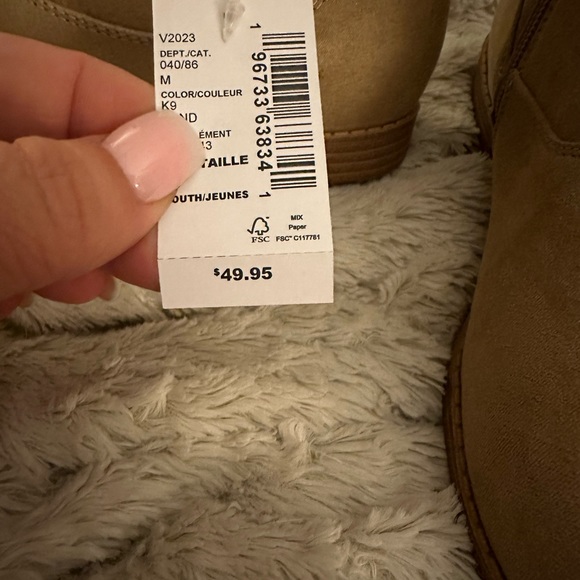 V2023
DEPT./CAT.
040/86
M
COLOR/COULEUR
K9
TAILLE
OUTH/JEUNES
1 96733 63834 1
FSC
MIX
Paper
FSC™ C117781
$49.95